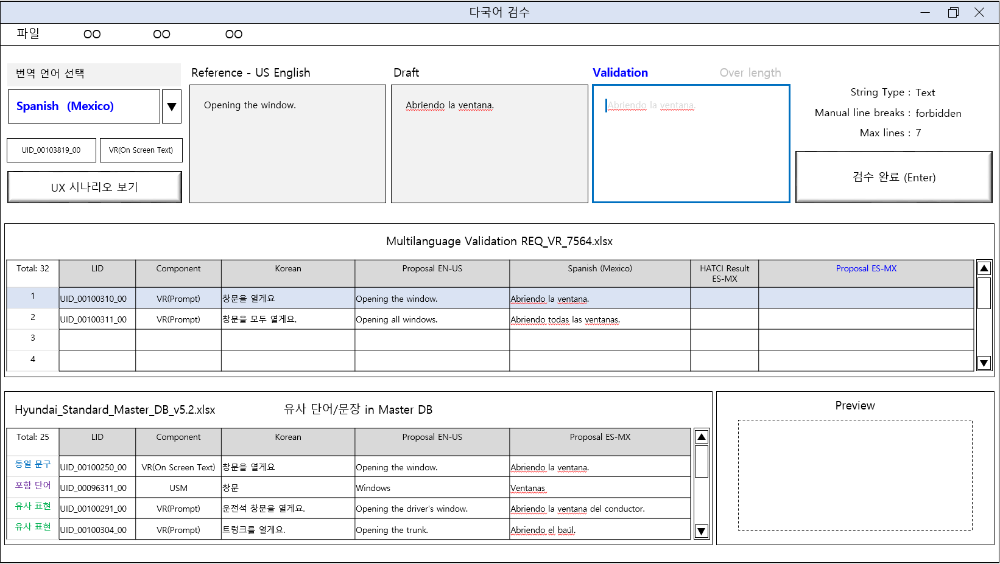 다국어 검수
파일 OO OO OO
번역 언어 선택
Spanish (Mexico)
▼
UID_00103819_00 VR(On Screen Text)
UX 시나리오 보기
Reference - US English
Opening the window.
Draft
Abriendo la ventana.
Validation Over length
Abriendo la ventana.
String Type : Text
Manual line breaks : forbidden
Max lines : 7
검수 완료 (Enter)
Multilanguage Validation REQ_VR_7564.xlsx
Total: 32 LID Component Korean Proposal EN-US Spanish (Mexico) HATCI Result ES-MX Proposal ES-MX
1 UID_00100310_00 VR(Prompt) 창문을 열게요 Opening the window. Abriendo la ventana.
2 UID_00100311_00 VR(Prompt) 창문을 모두 열게요. Opening all windows. Abriendo todas las ventanas.
3
4
Hyundai_Standard_Master_DB_v5.2.xlsx 유사 단어/문장 in Master DB
Total: 25 LID Component Korean Proposal EN-US Proposal ES-MX
동일 문구 UID_00100250_00 VR(On Screen Text) 창문을 열게요 Opening the window. Abriendo la ventana.
포함 단어 UID_00096311_00 USM 창문 Windows Ventanas
유사 표현 UID_00100291_00 VR(Prompt) 운전석 창문을 열게요. Opening the driver's window. Abriendo la ventana del conductor.
유사 표현 UID_00100304_00 VR(Prompt) 트렁크를 열게요. Opening the trunk. Abriendo el baúl.
Preview